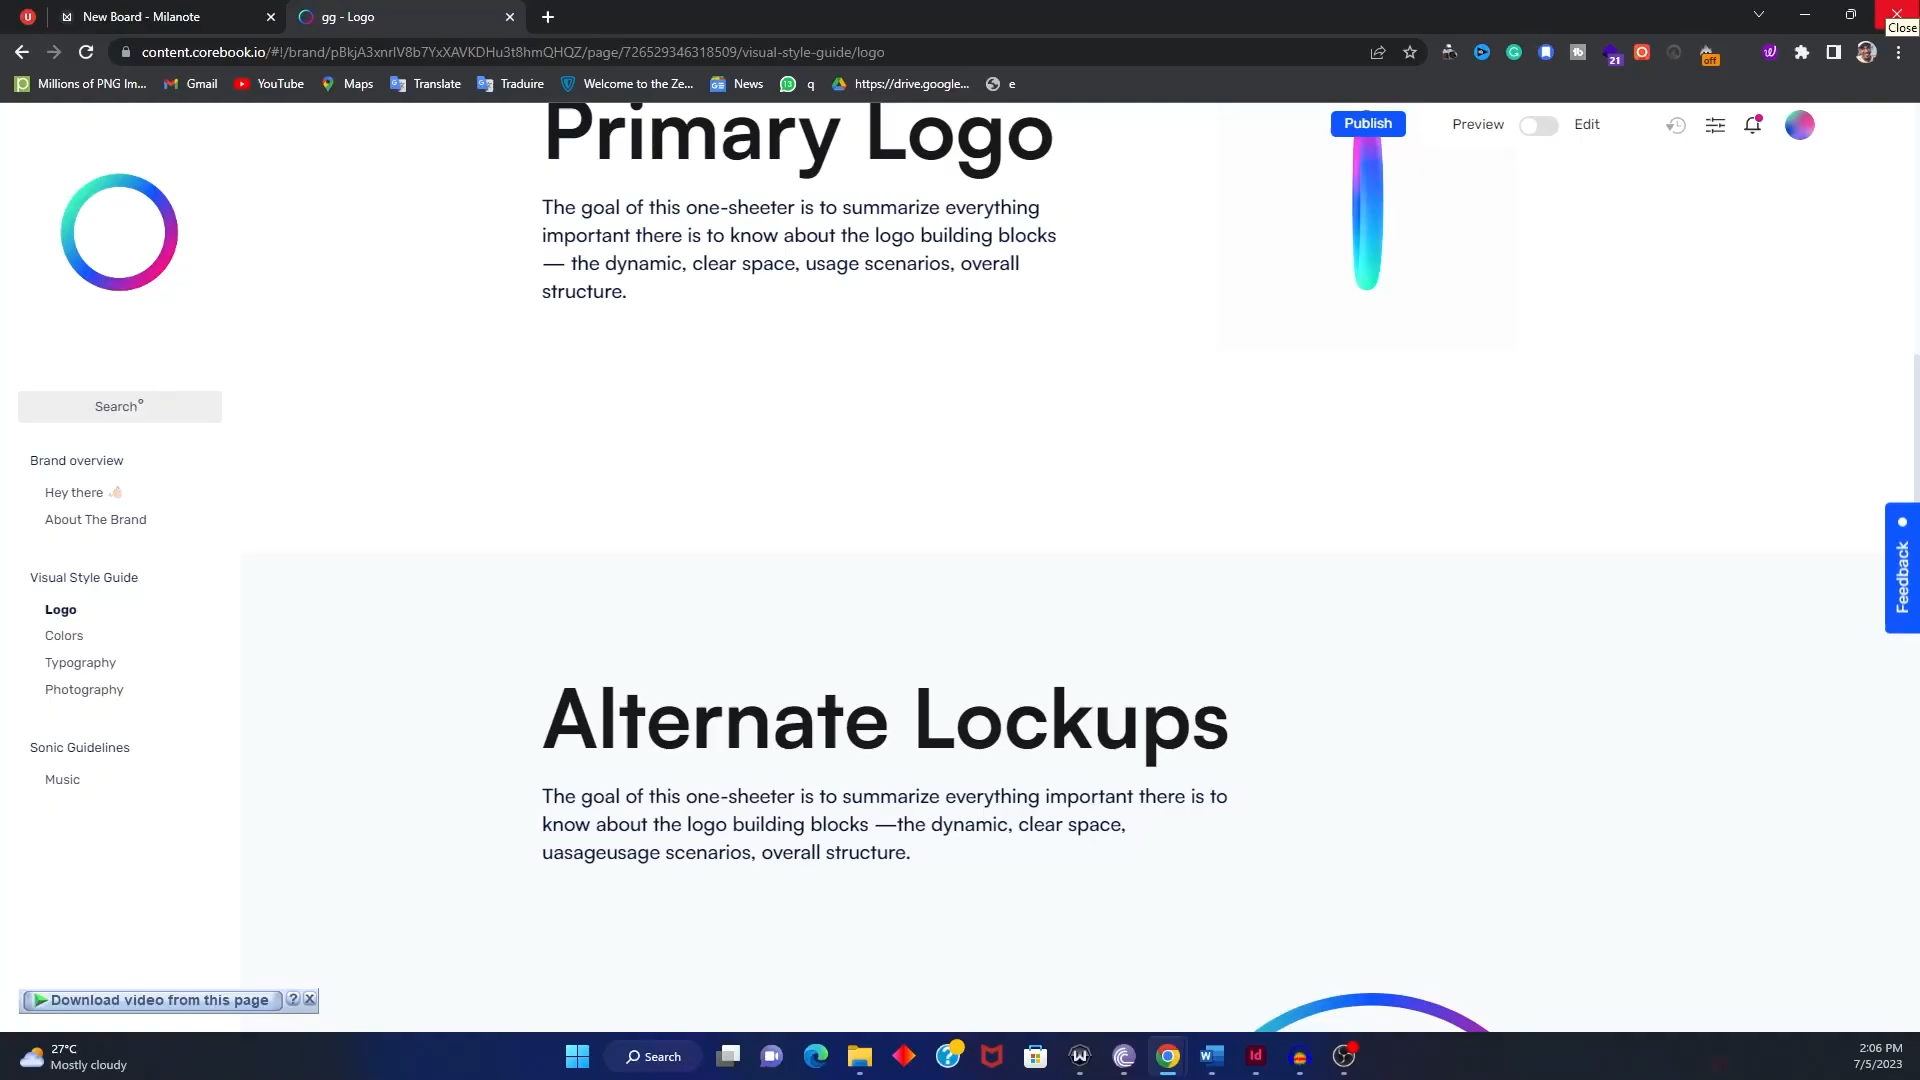 New Board - Milanote
gg - Logo
Close
content.corebook.io/#!/brand/pBkjA3xnrlV8b7YxXAVKDHu3t8hmQHQZ/page/726529346318509/visual-style-guide/logo
21
off
Millions of PNG Im...
Gmail
YouTube
Maps
Translate
Traduire
Welcome to the Ze...
News
13
q
https://drive.google...
e
Primary Logo
Publish
Preview
Edit
The goal of this one-sheeter is to summarize everything
important there is to know about the logo building blocks
— the dynamic, clear space, usage scenarios, overall
structure.
Search°
Brand overview
Hey there 👋🏻
About The Brand
Visual Style Guide
Logo
Colors
Typography
Photography
Sonic Guidelines
Music
Feedback
Alternate Lockups
The goal of this one-sheeter is to summarize everything important there is to
know about the logo building blocks —the dynamic, clear space,
uasageusage scenarios, overall structure.
Download video from this page
? X
27°C
Mostly cloudy
Search
2:06 PM
7/5/2023